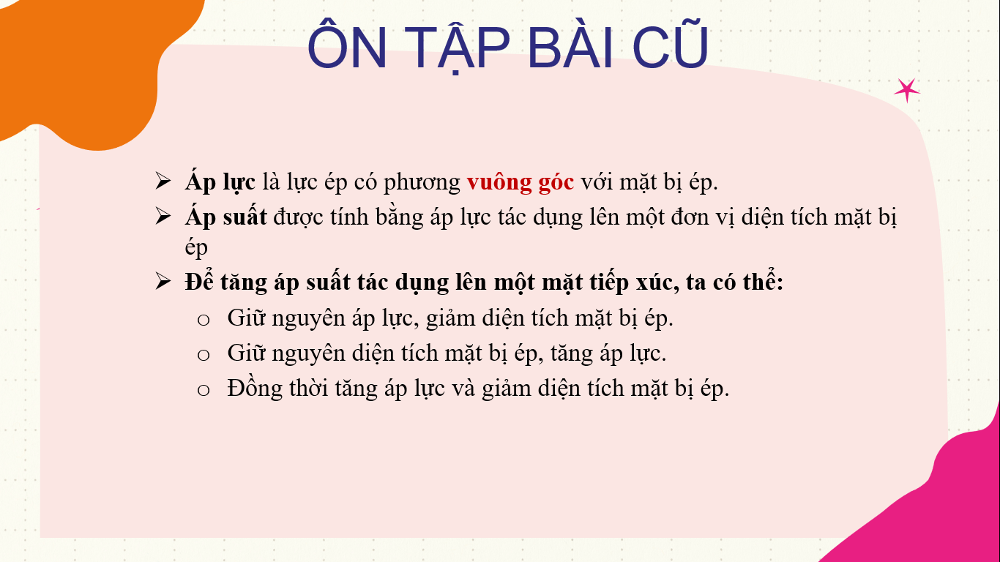 ÔN TẬP BÀI CŨ
➢ Áp lực là lực ép có phương vuông góc với mặt bị ép.
➢ Áp suất được tính bằng áp lực tác dụng lên một đơn vị diện tích mặt bị
ép
➢ Để tăng áp suất tác dụng lên một mặt tiếp xúc, ta có thể:
o Giữ nguyên áp lực, giảm diện tích mặt bị ép.
o Giữ nguyên diện tích mặt bị ép, tăng áp lực.
o Đồng thời tăng áp lực và giảm diện tích mặt bị ép.